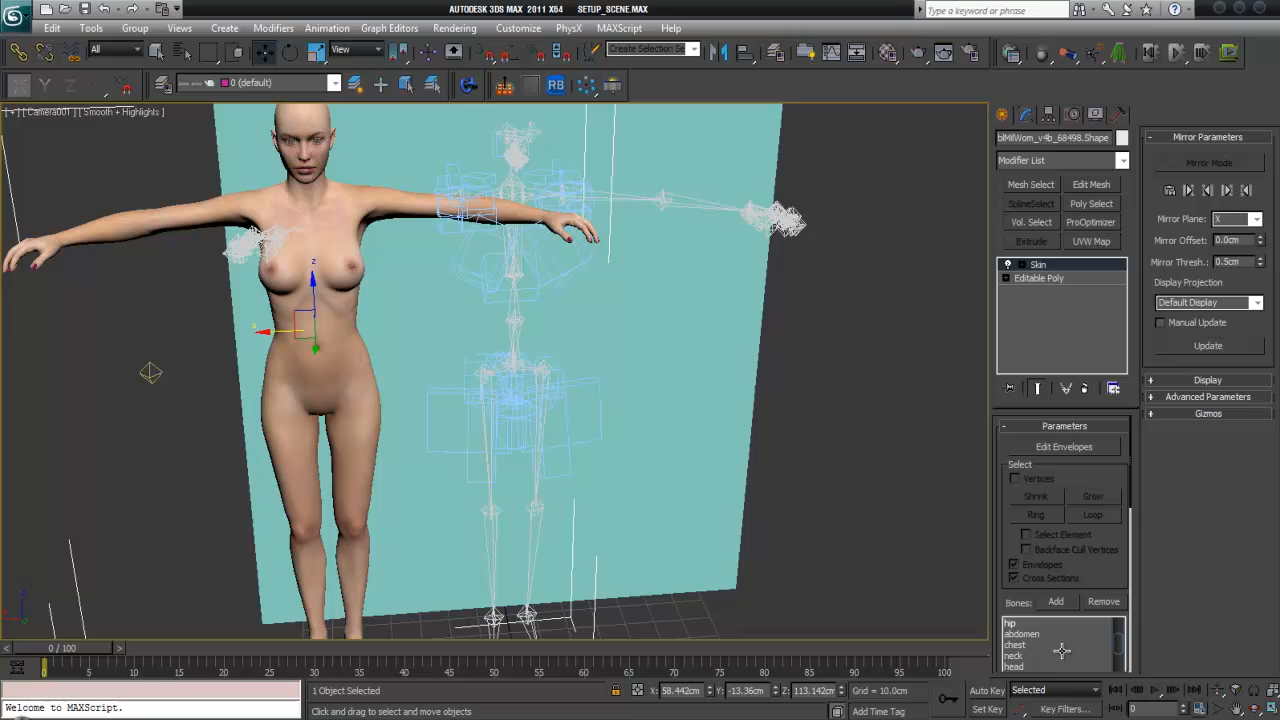 AUTODESK 3DS MAX 2011 X64    SETUP_SCENE.MAX
Type a keyword or phrase
Edit Tools Group Views Create Modifiers Animation Graph Editors Rendering Customize PhysX MAXScript Help
All View Create Selection Se
0 (default) RB
[ + ] [ Camera001 ] [ Smooth + Highlights ]
z
x
blMilWom_v4b_68498.Shape
Modifier List
Mesh Select Edit Mesh
SplineSelect Poly Select
Vol. Select ProOptimizer
Extrude UVW Map
Skin
Editable Poly
Parameters
Edit Envelopes
Select
Vertices
Shrink Grow
Ring Loop
Select Element
Backface Cull Vertices
Envelopes
Cross Sections
Bones: Add Remove
hip
abdomen
chest
neck
head
Mirror Parameters
Mirror Mode
Mirror Plane: X
Mirror Offset: 0.0cm
Mirror Thresh.: 0.5cm
Display Projection
Default Display
Manual Update
Update
Display
Advanced Parameters
Gizmos
0 / 100
0 5 10 15 20 25 30 35 40 45 50 55 60 65 70 75 80 85 90 95 100
1 Object Selected X: 58.442cm Y: -13.36cm Z: 113.142cm Grid = 10.0cm Auto Key Selected
Welcome to MAXScript. Click and drag to select and move objects Add Time Tag Set Key Key Filters... 0